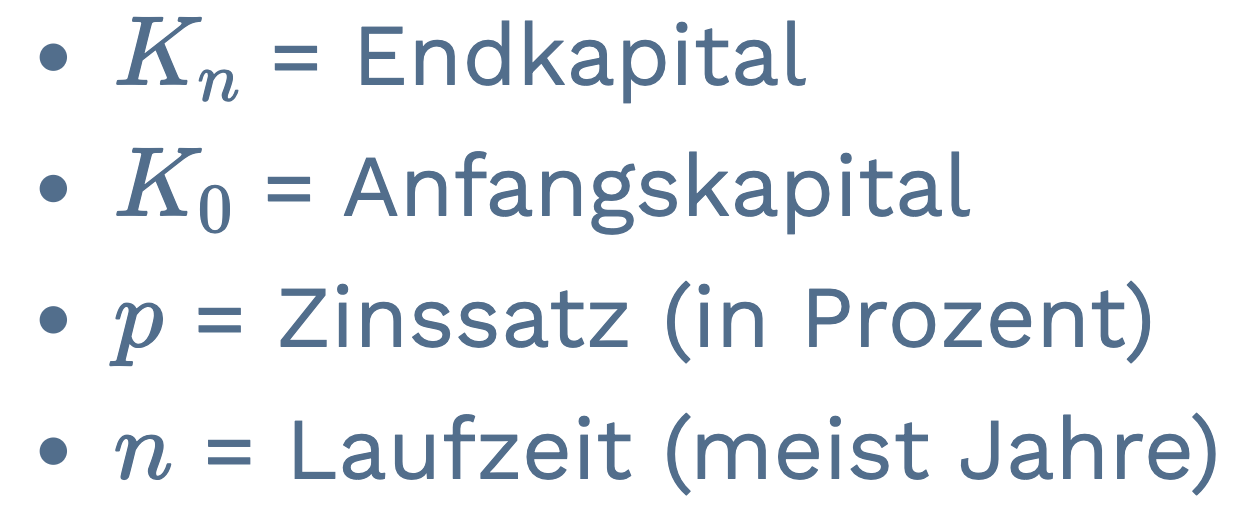 • Kₙ = Endkapital
• K₀ = Anfangskapital
• p = Zinssatz (in Prozent)
• n = Laufzeit (meist Jahre)